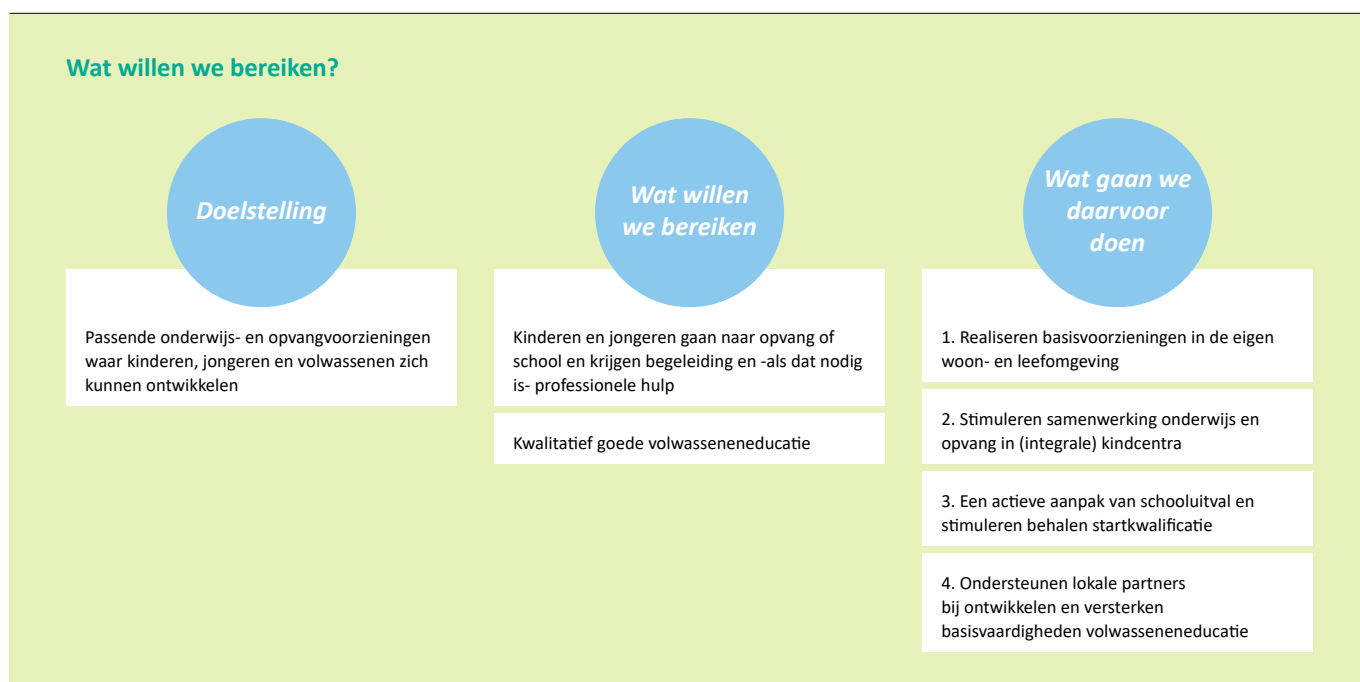 Wat willen we bereiken?
Doelstelling
Passende onderwijs- en opvangvoorzieningen
waar kinderen, jongeren en volwassenen zich
kunnen ontwikkelen
Wat willen
we bereiken
Kinderen en jongeren gaan naar opvang of
school en krijgen begeleiding en -als dat nodig
is- professionele hulp
Kwalitatief goede volwasseneneducatie
Wat gaan we
daarvoor
doen
1. Realiseren basisvoorzieningen in de eigen
woon- en leefomgeving
2. Stimuleren samenwerking onderwijs en
opvang in (integrale) kindcentra
3. Een actieve aanpak van schooluitval en
stimuleren behalen startkwalificatie
4. Ondersteunen lokale partners
bij ontwikkelen en versterken
basisvaardigheden volwasseneneducatie